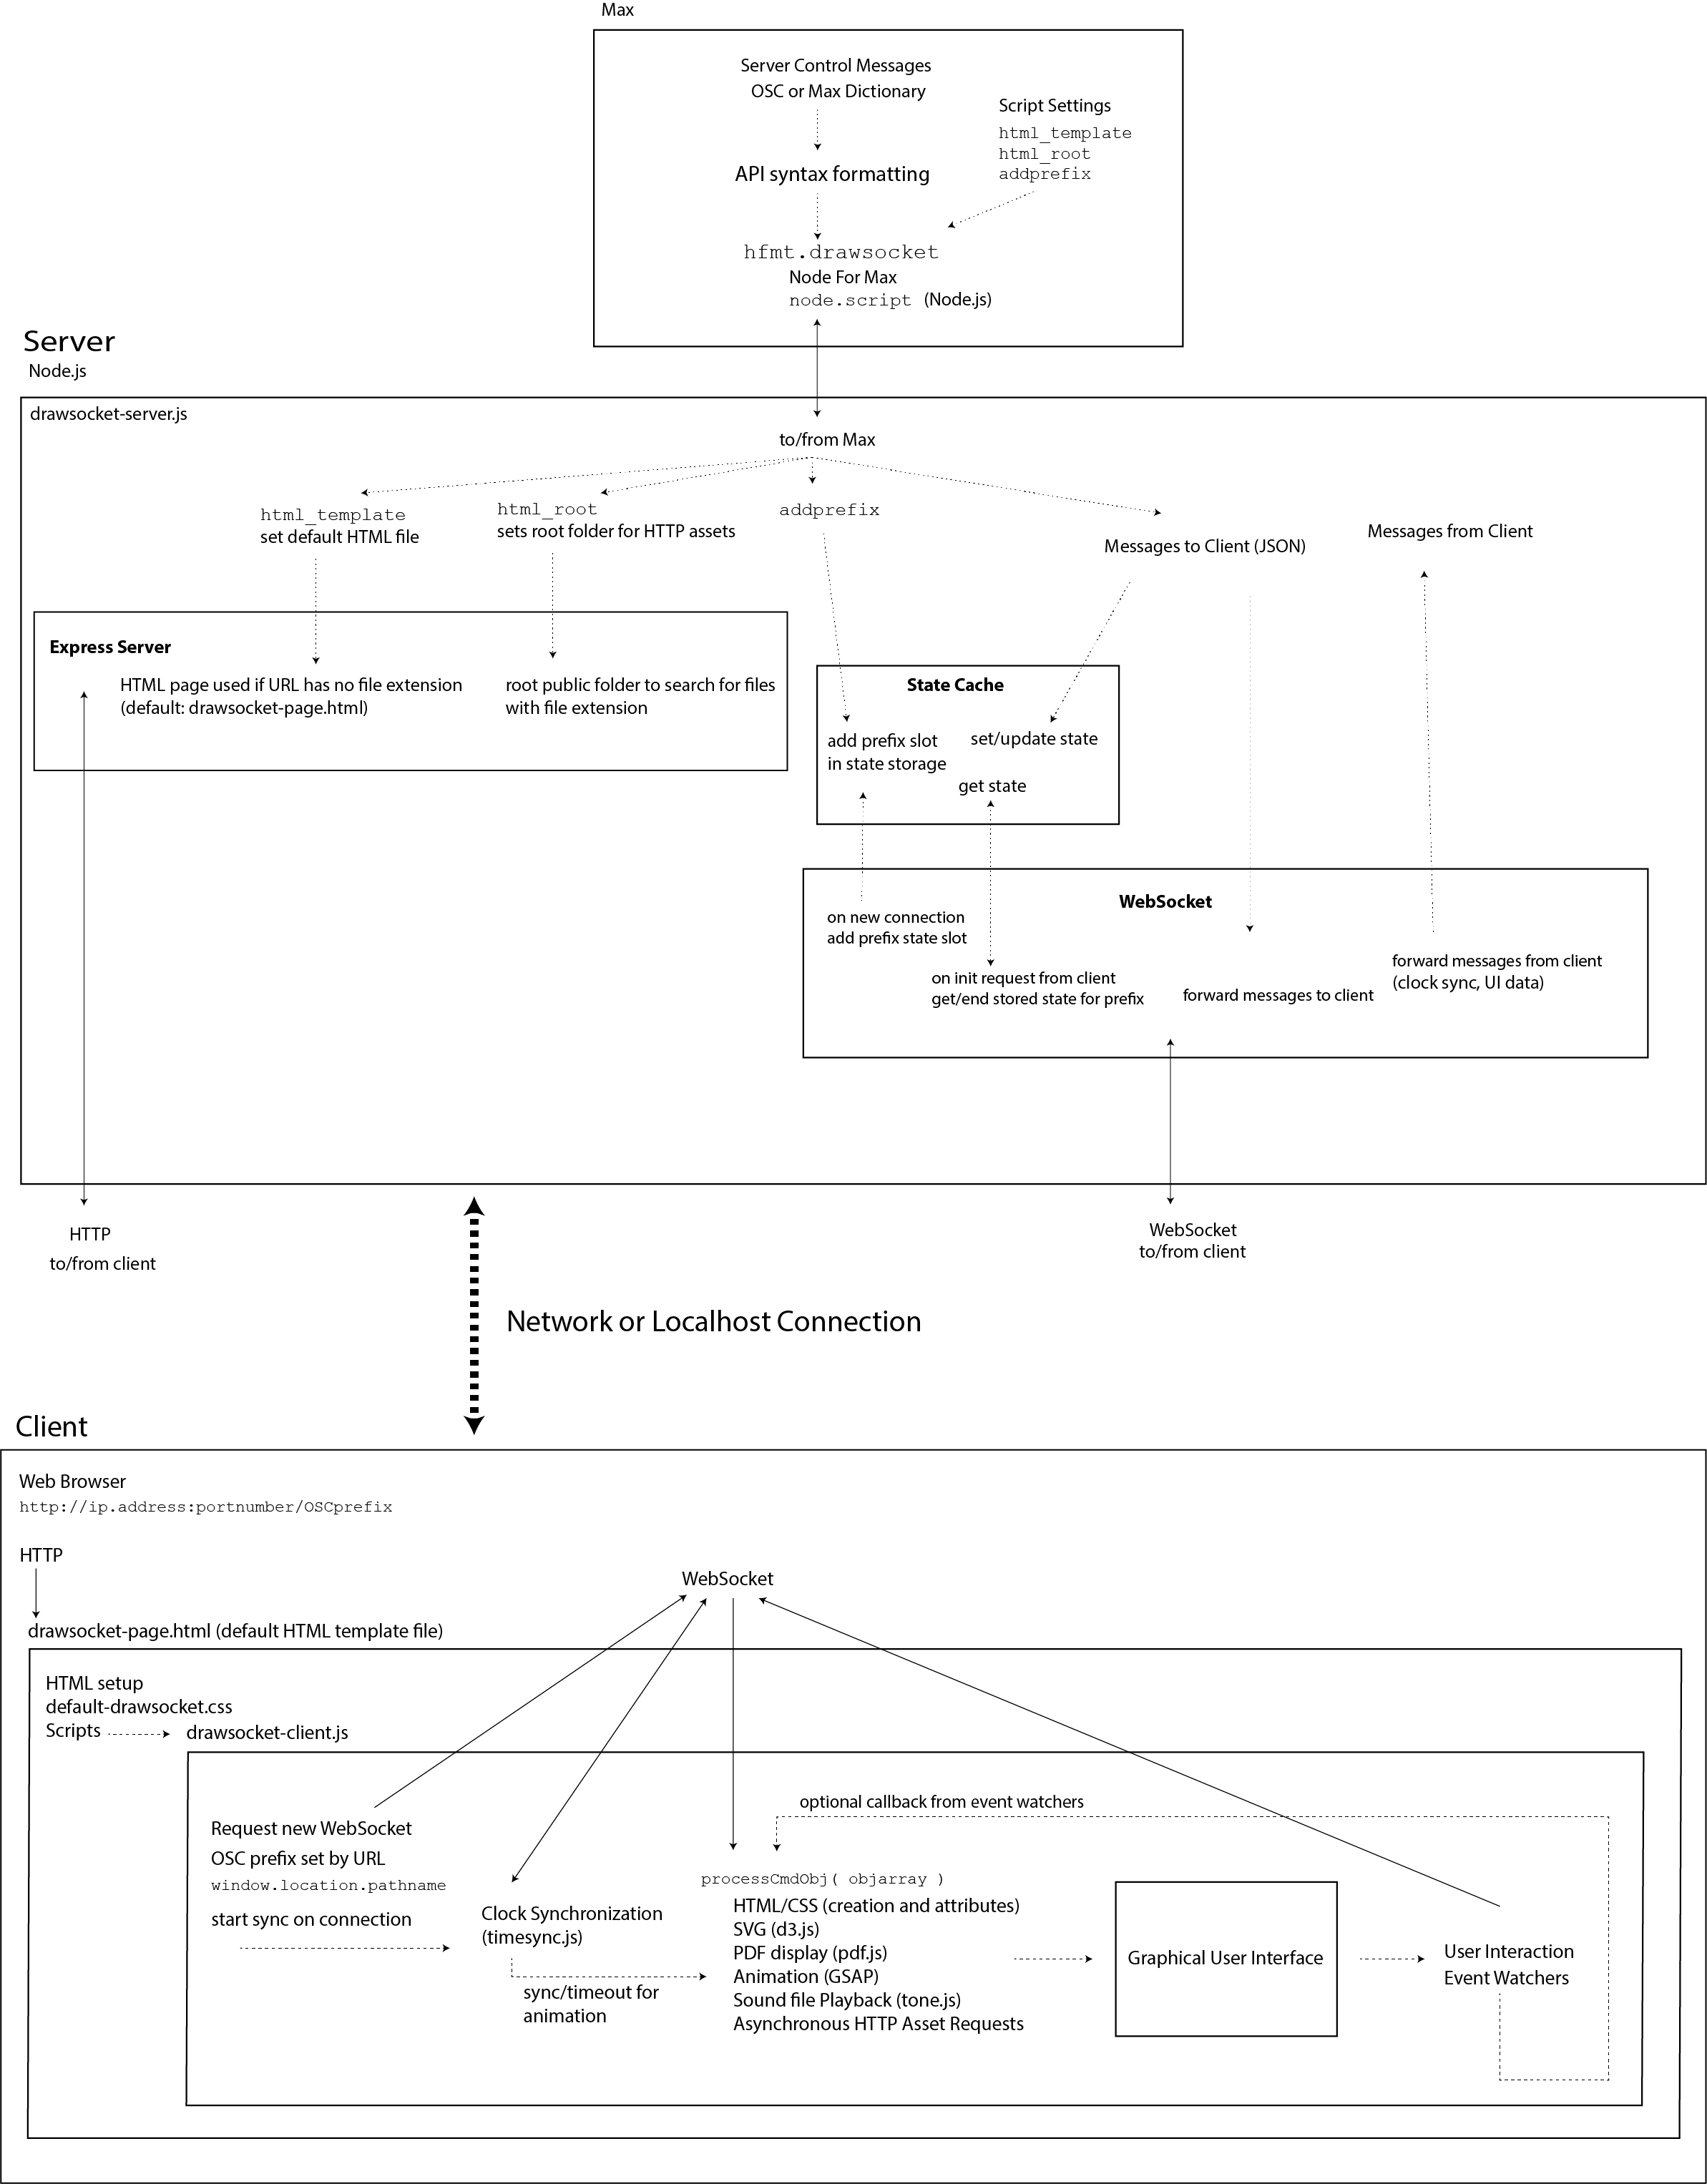 Max
Server Control Messages
OSC or Max Dictionary
Script Settings
html_template
html_root
addprefix
API syntax formatting
hfmt.drawsocket
Node For Max
node.script (Node.js)
Server
Node.js
drawsocket-server.js
to/from Max
html_template
set default HTML file
html_root
sets root folder for HTTP assets
addprefix
Messages to Client (JSON)
Messages from Client
Express Server
HTML page used if URL has no file extension
(default: drawsocket-page.html)
root public folder to search for files
with file extension
State Cache
add prefix slot
in state storage
set/update state
get state
WebSocket
on new connection
add prefix state slot
on init request from client
get/end stored state for prefix
forward messages to client
forward messages from client
(clock sync, UI data)
HTTP
to/from client
WebSocket
to/from client
Network or Localhost Connection
Client
Web Browser
http://ip.address:portnumber/OSCprefix
HTTP
WebSocket
drawsocket-page.html (default HTML template file)
HTML setup
default-drawsocket.css
Scripts
drawsocket-client.js
optional callback from event watchers
Request new WebSocket
OSC prefix set by URL
window.location.pathname
start sync on connection
Clock Synchronization
(timesync.js)
sync/timeout for
animation
processCmdObj( objarray )
HTML/CSS (creation and attributes)
SVG (d3.js)
PDF display (pdf.js)
Animation (GSAP)
Sound file Playback (tone.js)
Asynchronous HTTP Asset Requests
Graphical User Interface
User Interaction
Event Watchers